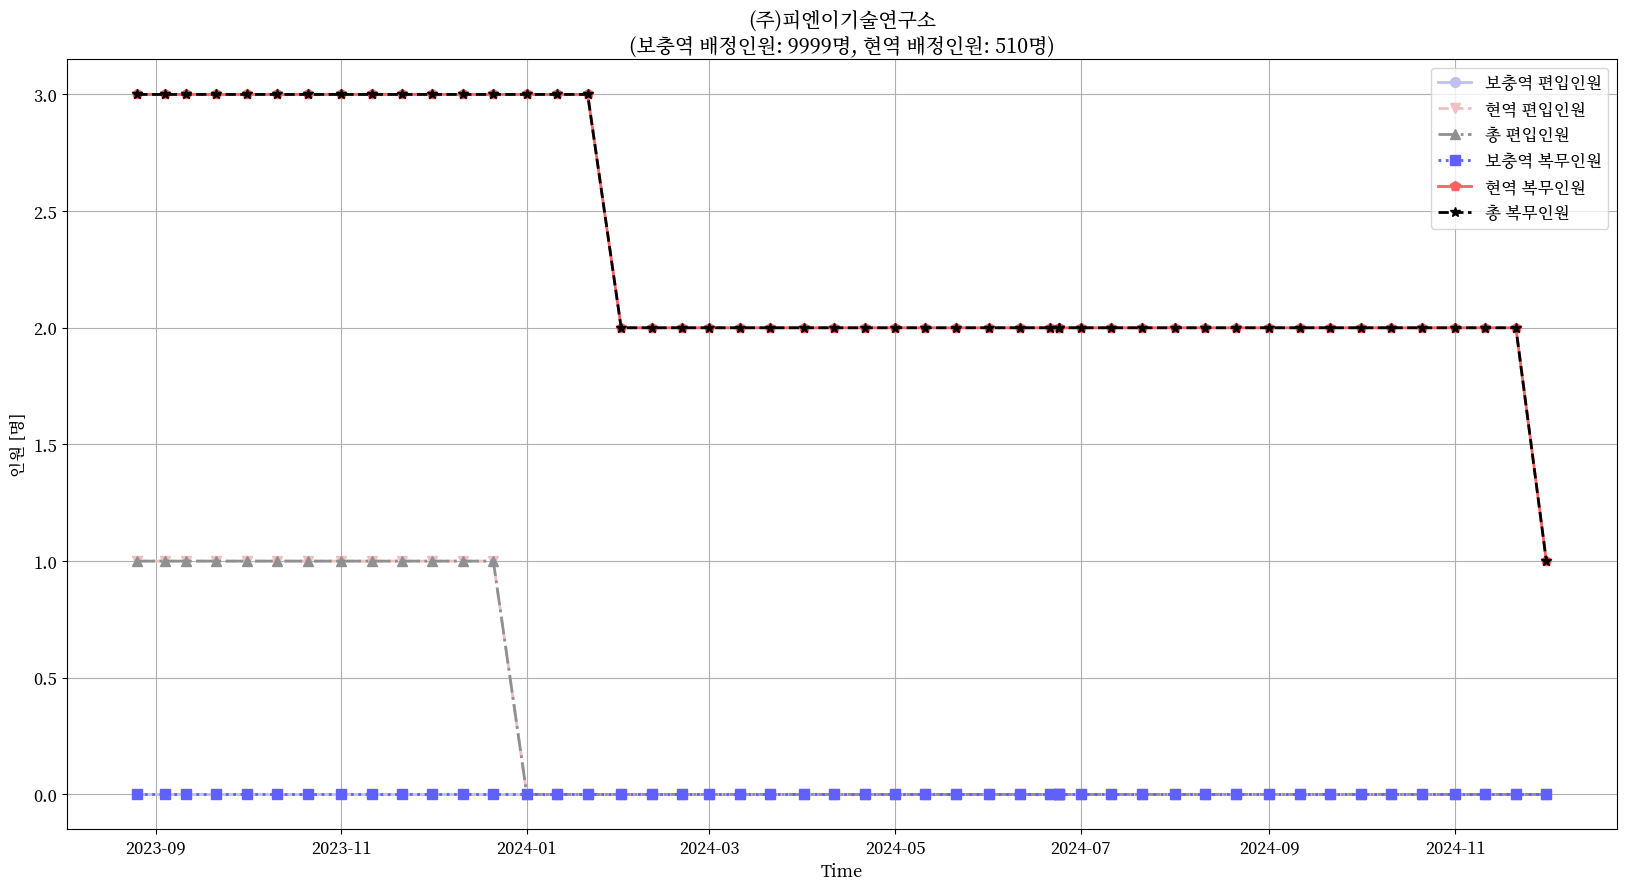 (주)피엔이기술연구소
(보충역 배정인원: 9999명, 현역 배정인원: 510명)
보충역 편입인원
현역 편입인원
총 편입인원
보충역 복무인원
현역 복무인원
총 복무인원
인원 [명]
3.0
2.5
2.0
1.5
1.0
0.5
0.0
2023-09
2023-11
2024-01
2024-03
2024-05
2024-07
2024-09
2024-11
Time